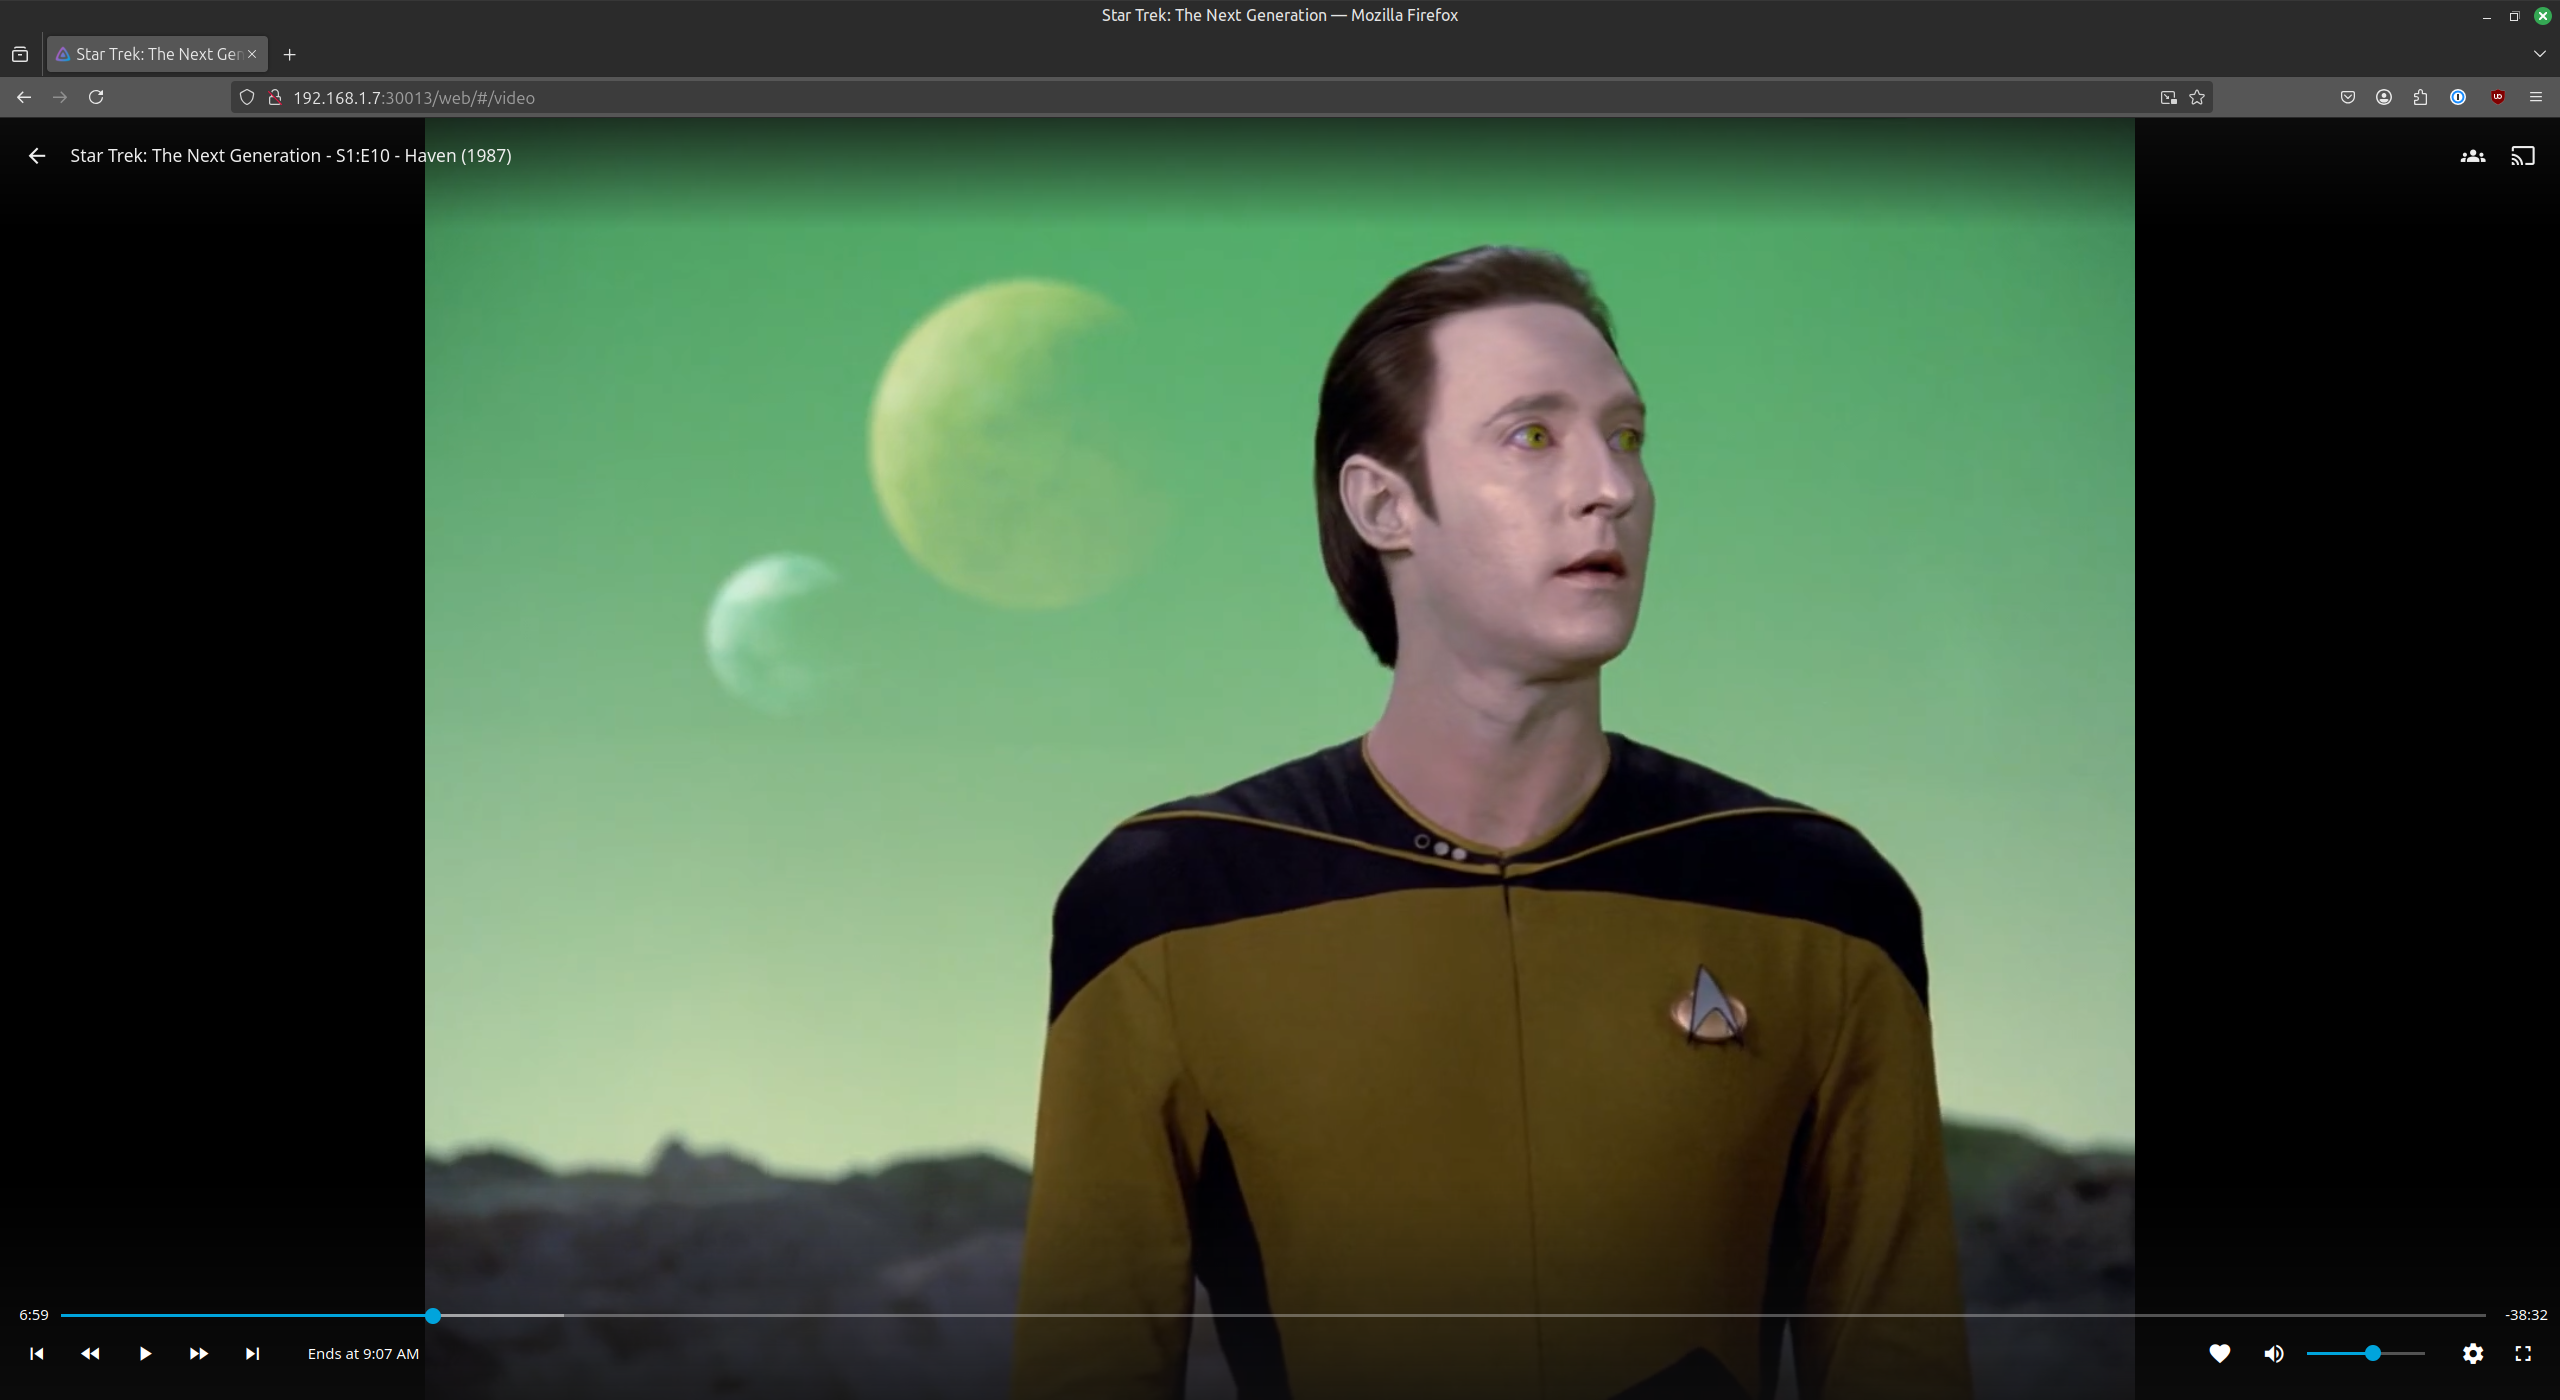 Star Trek: The Next Generation — Mozilla Firefox
Star Trek: The Next Gen
192.168.1.7:30013/web/#/video
Star Trek: The Next Generation - S1:E10 - Haven (1987)
6:59
-38:32
Ends at 9:07 AM